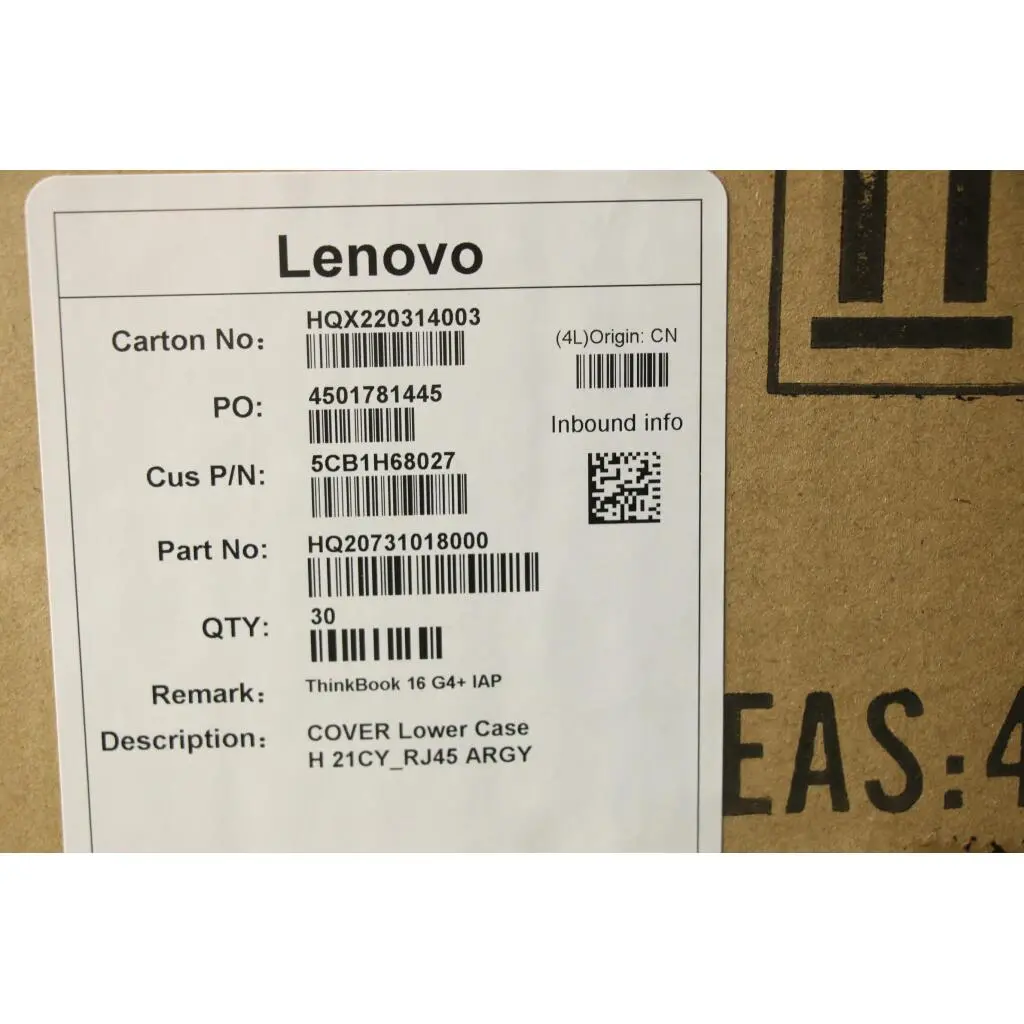 Lenovo
Carton No: HQX220314003
(4L)Origin: CN
PO: 4501781445
Inbound info
Cus P/N: 5CB1H68027
Part No: HQ20731018000
QTY: 30
Remark: ThinkBook 16 G4+ IAP
Description: COVER Lower Case
H 21CY_RJ45 ARGY
EAS:4